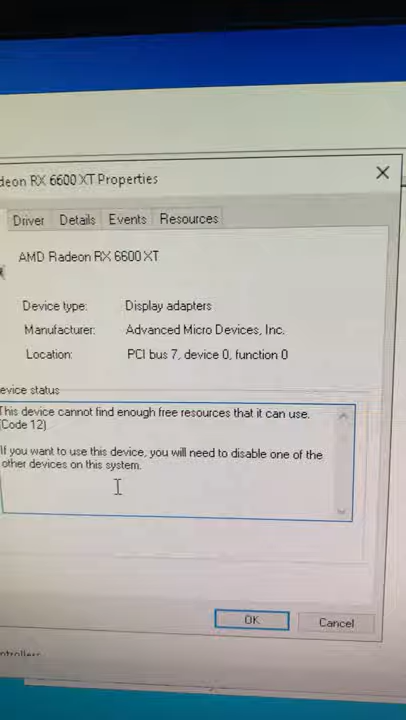 deon RX 6600 XT Properties
Driver Details Events Resources
AMD Radeon RX 6600 XT
Device type: Display adapters
Manufacturer: Advanced Micro Devices, Inc.
Location: PCI bus 7, device 0, function 0
evice status
This device cannot find enough free resources that it can use.
(Code 12)
If you want to use this device, you will need to disable one of the
other devices on this system.
OK Cancel
ntrollers